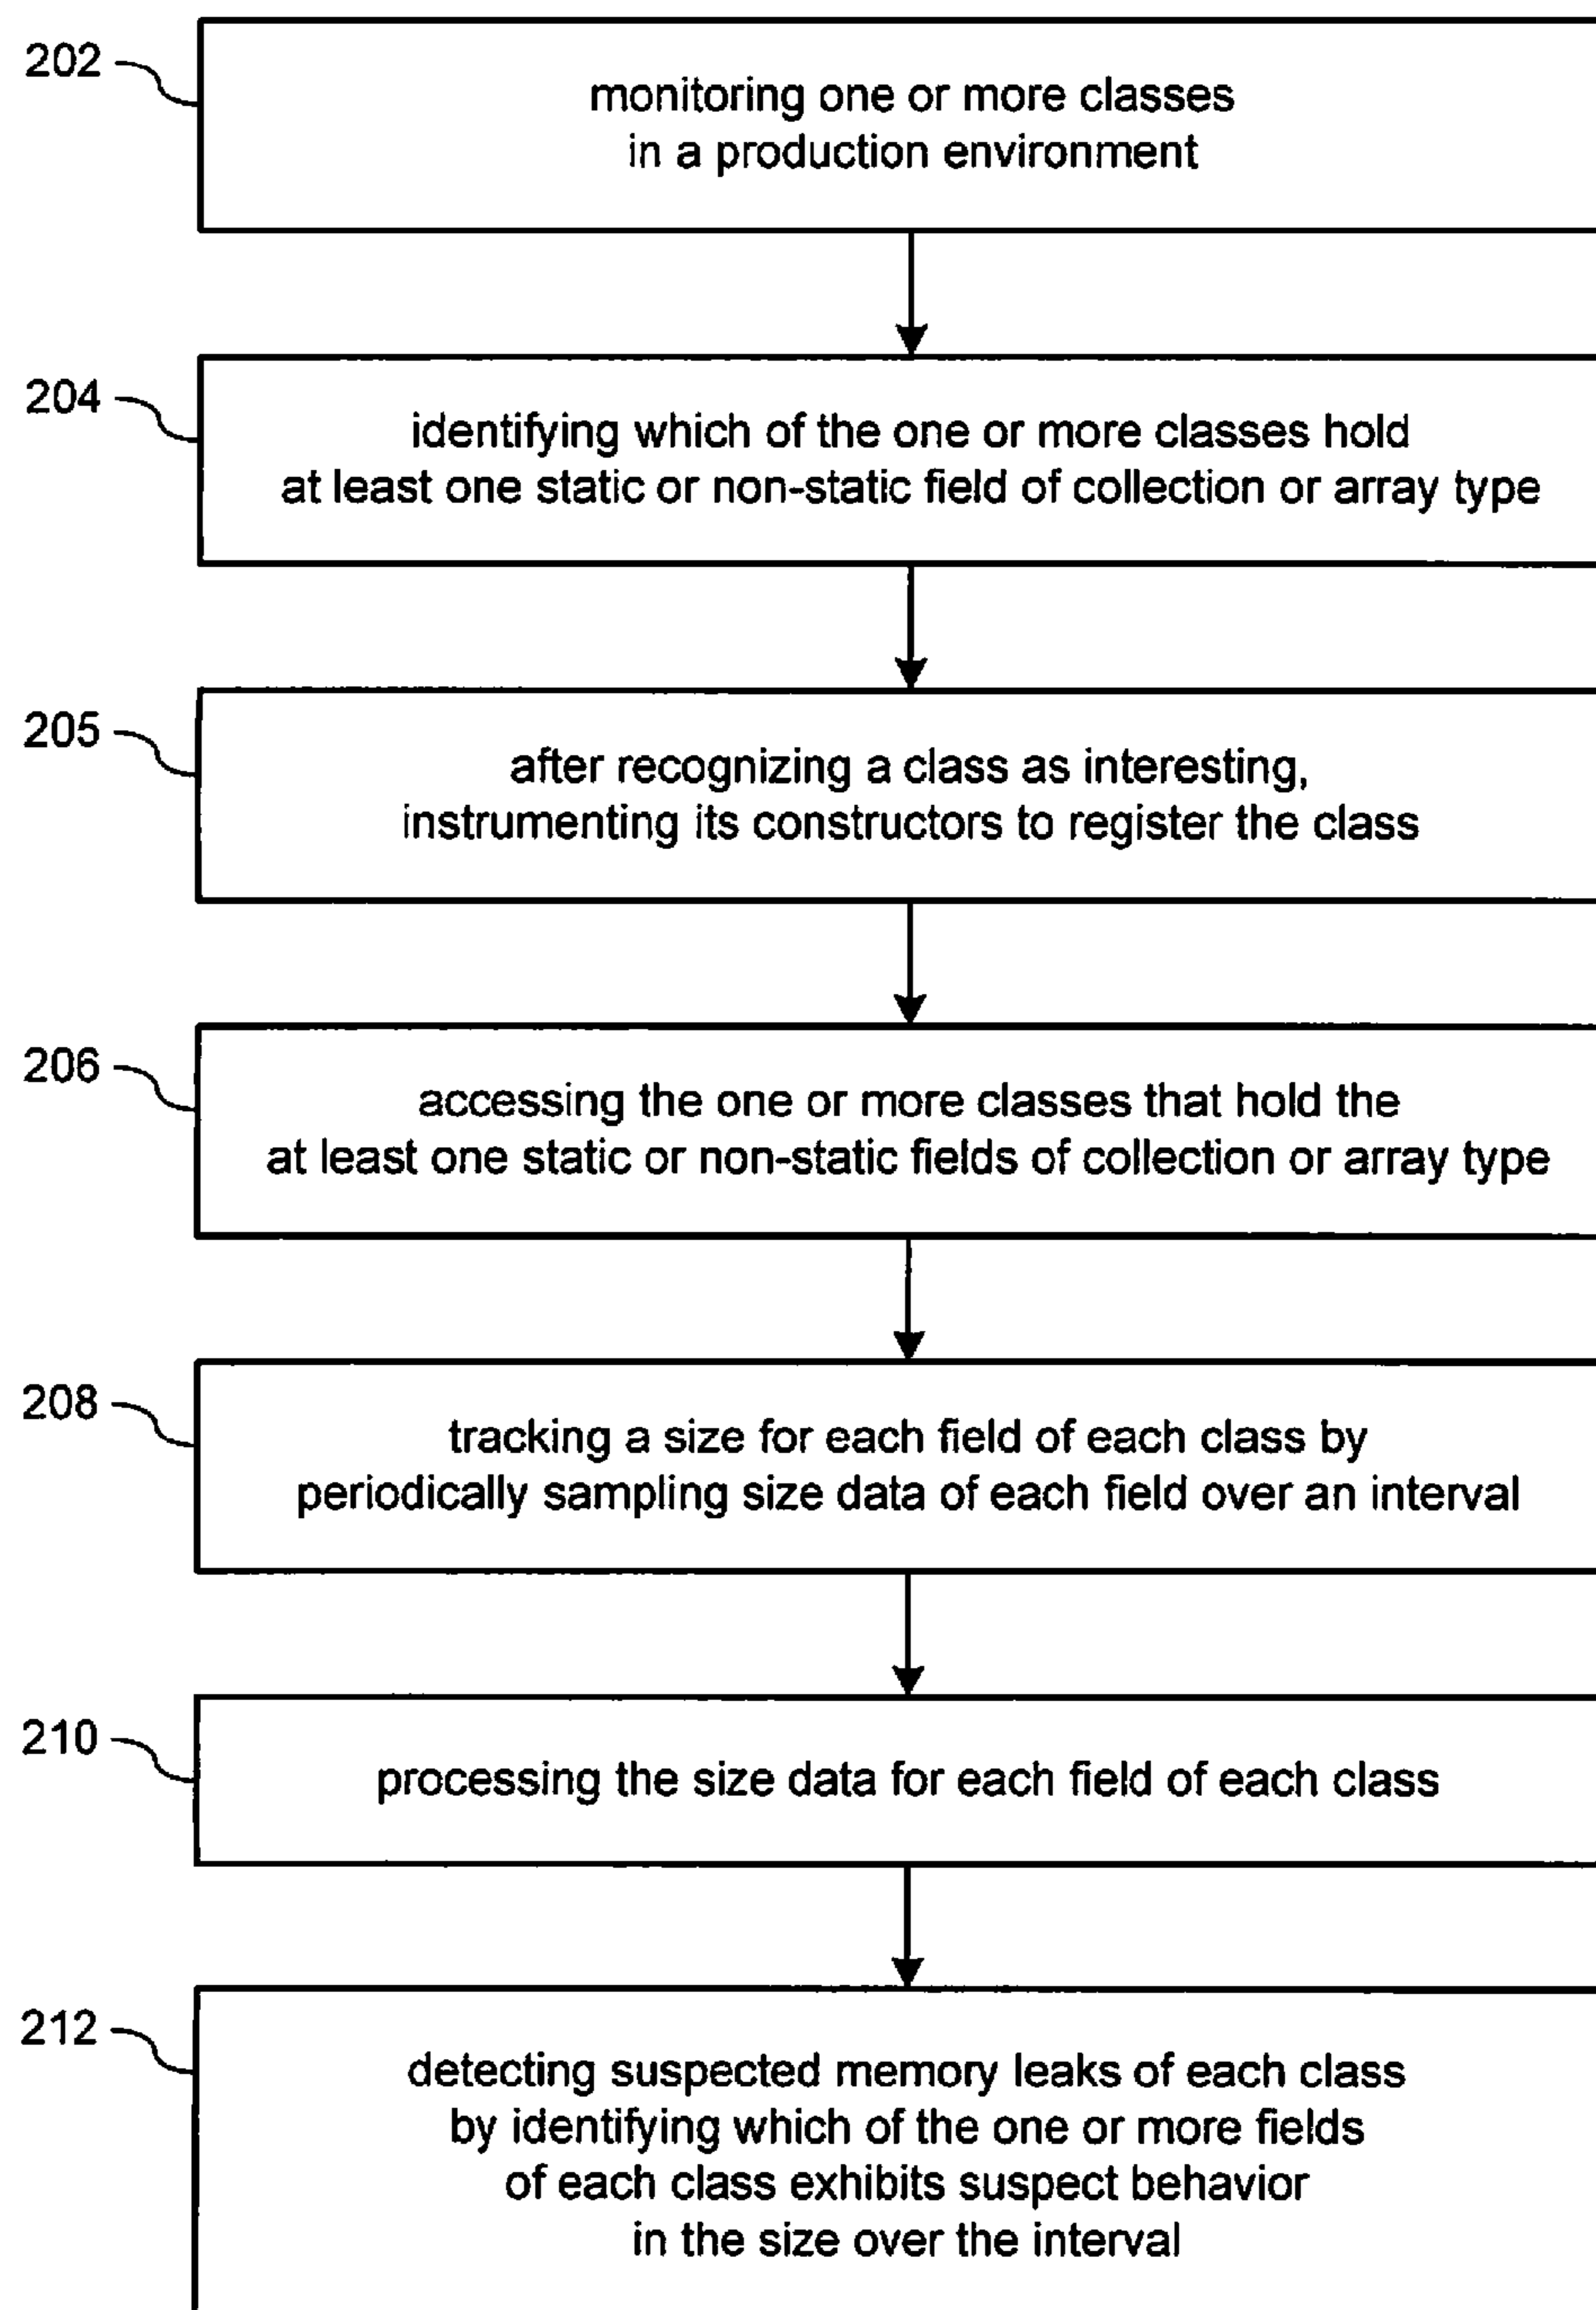 202
monitoring one or more classes
in a production environment
204
identifying which of the one or more classes hold
at least one static or non-static field of collection or array type
205
after recognizing a class as interesting,
instrumenting its constructors to register the class
206
accessing the one or more classes that hold the
at least one static or non-static fields of collection or array type
208
tracking a size for each field of each class by
periodically sampling size data of each field over an interval
210
processing the size data for each field of each class
212
detecting suspected memory leaks of each class
by identifying which of the one or more fields
of each class exhibits suspect behavior
in the size over the interval